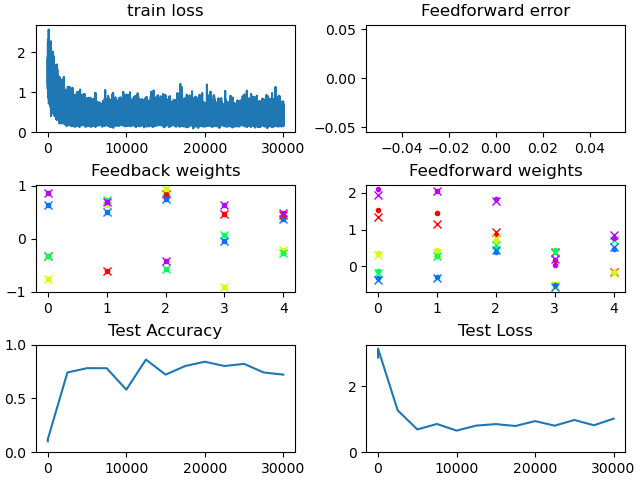 train loss
2
1
0
0 10000 20000 30000
Feedforward error
0.05
0.00
−0.05
−0.04 −0.02 0.00 0.02 0.04
Feedback weights
1
0
−1
0 1 2 3 4
Feedforward weights
2
1
0
0 1 2 3 4
Test Accuracy
1.0
0.5
0.0
0 10000 20000 30000
Test Loss
2
0
0 10000 20000 30000